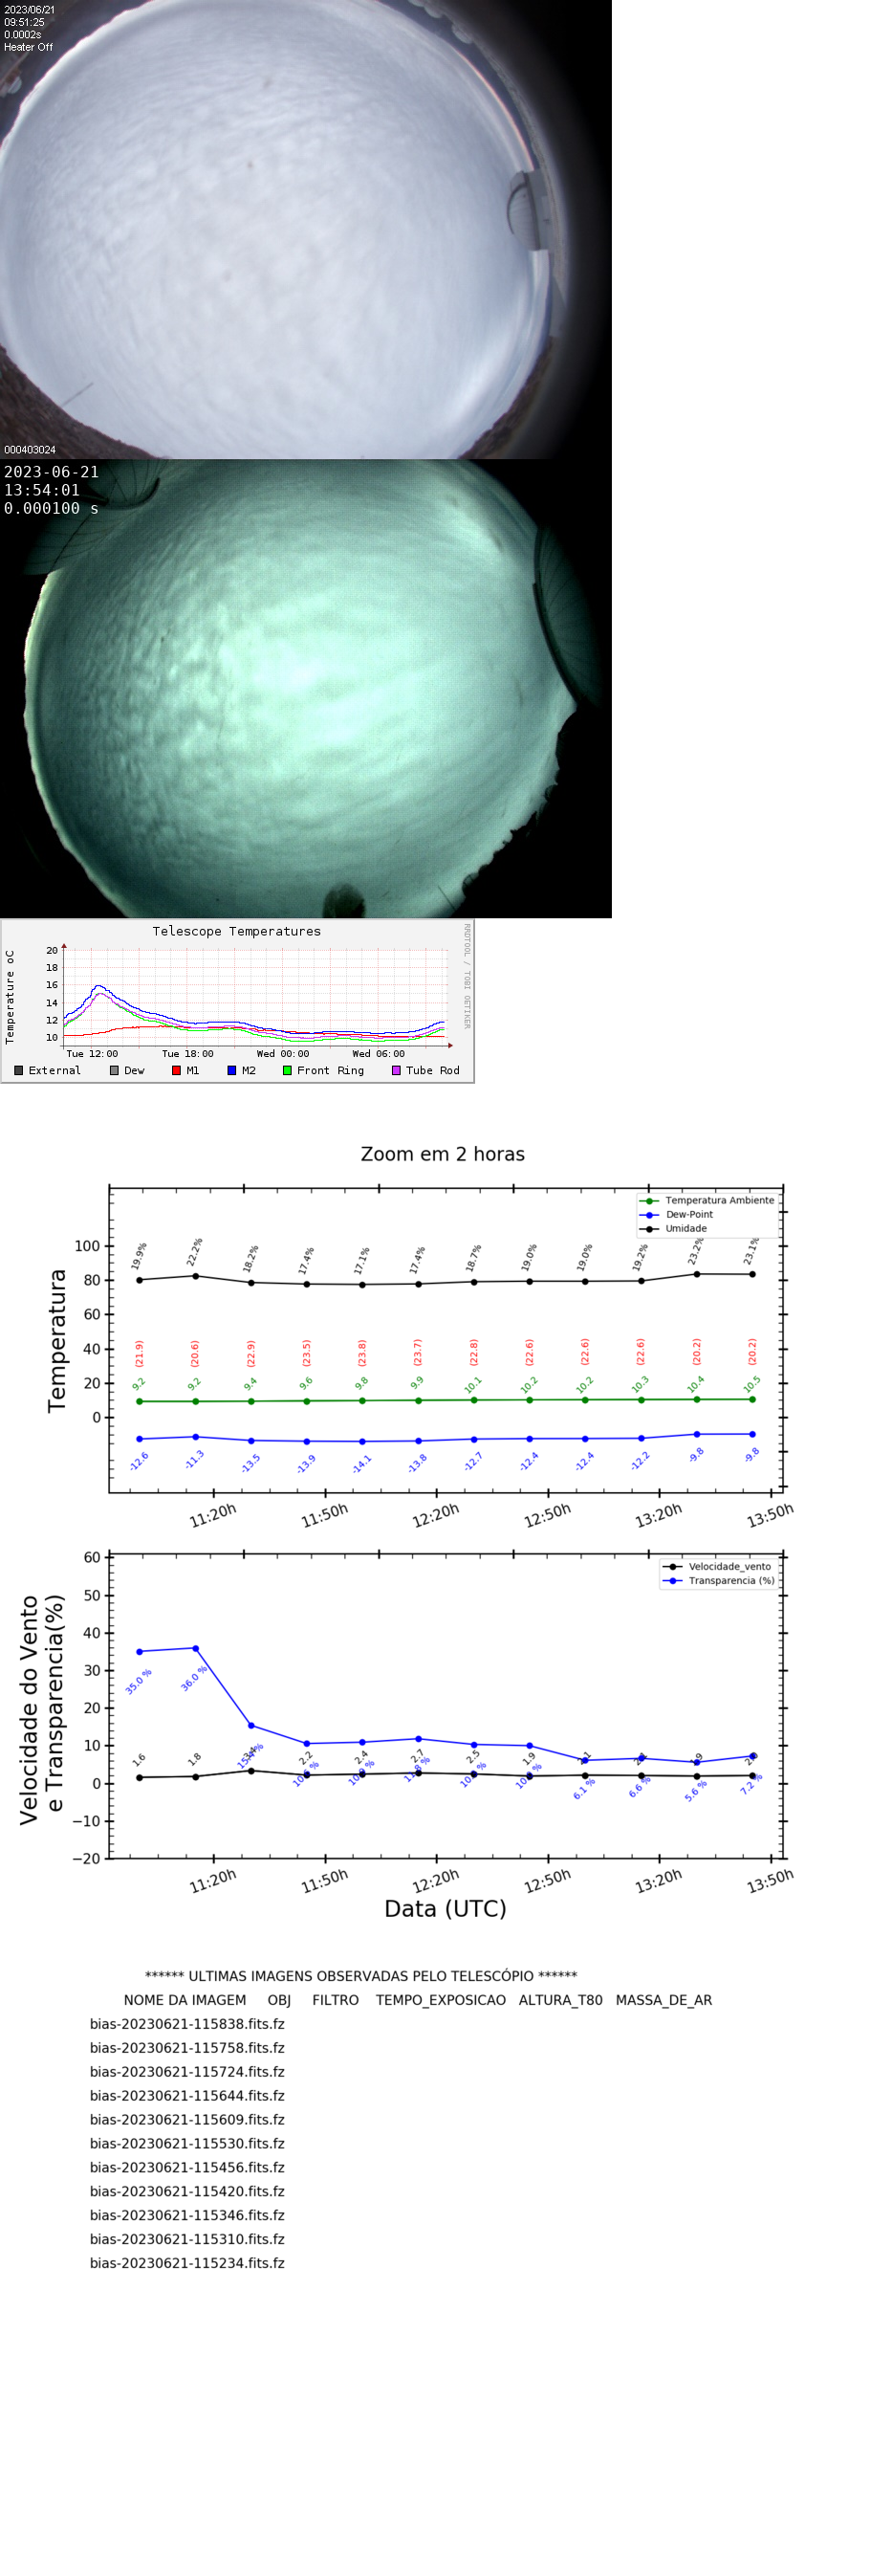 2023/06/21
09:51:25
0.0002s
Heater Off
000403024
2023-06-21
13:54:01
0.000100 s
Telescope Temperatures
Temperature oC
RRDTOOL / TOBI OETIKER
20
18
16
14
12
10
Tue 12:00 Tue 18:00 Wed 00:00 Wed 06:00
External Dew M1 M2 Front Ring Tube Rod
Zoom em 2 horas
Temperatura
Temperatura Ambiente
Dew-Point
Umidade
100
80
60
40
20
0
19.9% 22.2% 18.2% 17.4% 17.1% 17.4% 18.7% 19.0% 19.0% 19.2% 23.2% 23.1%
(21.9) (20.6) (22.9) (23.5) (23.8) (23.7) (22.8) (22.6) (22.6) (22.6) (20.2) (20.2)
9.2 9.2 9.4 9.6 9.8 9.9 10.1 10.2 10.2 10.3 10.4 10.5
-12.6 -11.3 -13.5 -13.9 -14.1 -13.8 -12.7 -12.4 -12.4 -12.2 -9.8 -9.8
11:20h 11:50h 12:20h 12:50h 13:20h 13:50h
Velocidade do Vento
e Transparencia(%)
Velocidade_vento
Transparencia (%)
60
50
40
30
20
10
0
−10
−20
35.0 % 36.0 %
1.6 1.8 2.2 2.4 2.7 2.5 1.9
6.1 % 6.6 % 5.6 % 7.2 %
11:20h 11:50h 12:20h 12:50h 13:20h 13:50h
Data (UTC)
****** ULTIMAS IMAGENS OBSERVADAS PELO TELESCÓPIO ******
NOME DA IMAGEM OBJ FILTRO TEMPO_EXPOSICAO ALTURA_T80 MASSA_DE_AR
bias-20230621-115838.fits.fz
bias-20230621-115758.fits.fz
bias-20230621-115724.fits.fz
bias-20230621-115644.fits.fz
bias-20230621-115609.fits.fz
bias-20230621-115530.fits.fz
bias-20230621-115456.fits.fz
bias-20230621-115420.fits.fz
bias-20230621-115346.fits.fz
bias-20230621-115310.fits.fz
bias-20230621-115234.fits.fz